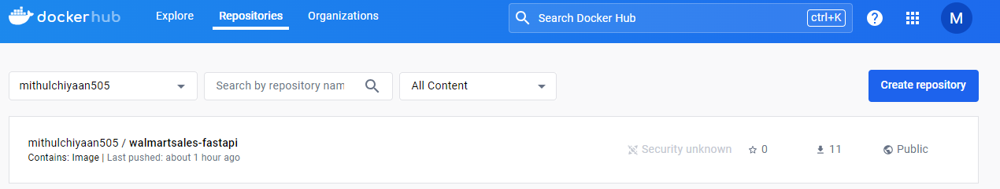 dockerhub Explore Repositories Organizations Search Docker Hub ctrl+K ? M
mithulchiyaan505 Search by repository nam All Content Create repository
mithulchiyaan505 / walmartsales-fastapi
Contains: Image | Last pushed: about 1 hour ago
Security unknown 0 11 Public